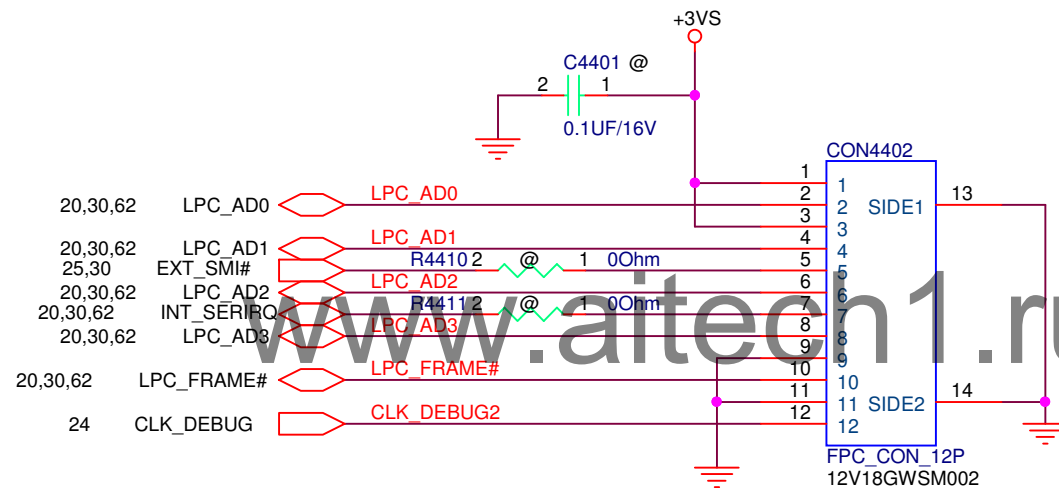 +3VS
C4401 @
2 1
0.1UF/16V
CON4402
1 1
20,30,62 LPC_AD0 LPC_AD0 2 2 SIDE1 13
3 3
20,30,62 LPC_AD1 LPC_AD1 4 4
25,30 EXT_SMI# R4410 2 @ 1 0Ohm 5 5
20,30,62 LPC_AD2 LPC_AD2 6 6
20,30,62 INT_SERIRQ R4411 2 @ 1 0Ohm 7 7
20,30,62 LPC_AD3 LPC_AD3 8 8
www.aitech1.ru
9 9
20,30,62 LPC_FRAME# LPC_FRAME# 10 10
11 11 SIDE2 14
24 CLK_DEBUG CLK_DEBUG2 12 12
FPC_CON_12P
12V18GWSM002